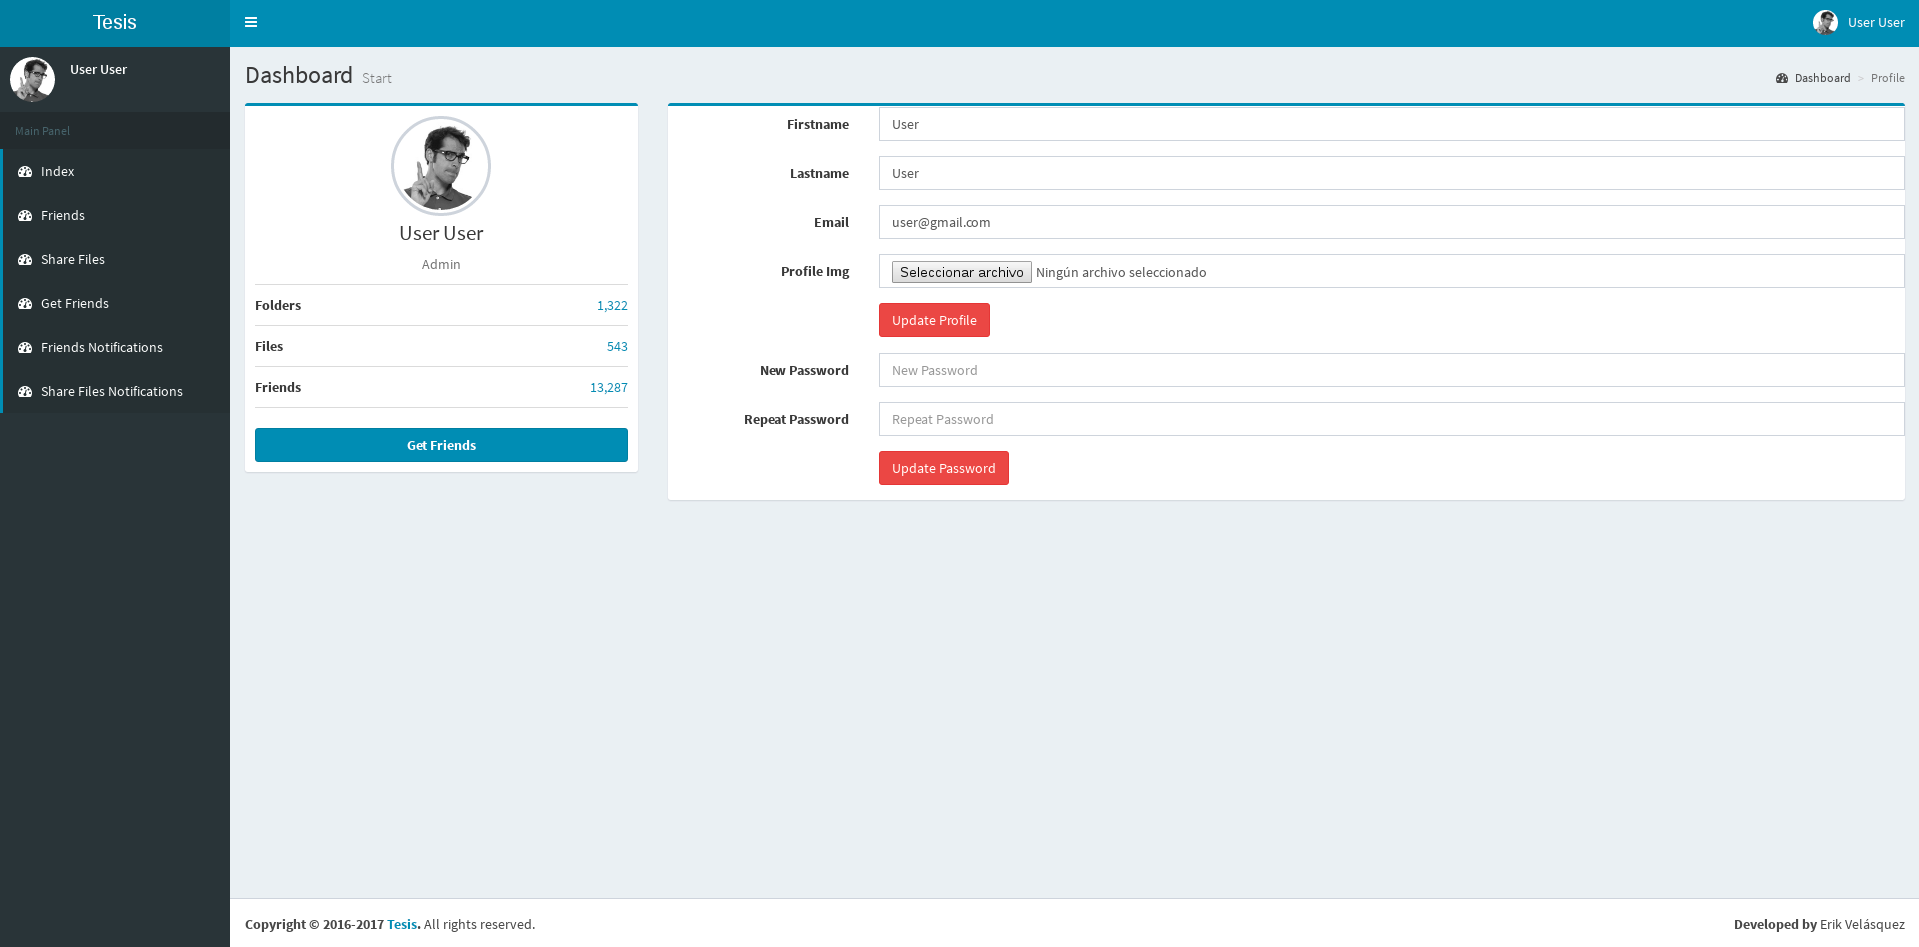 Tesis
User User
User User
Main Panel
Index
Friends
Share Files
Get Friends
Friends Notifications
Share Files Notifications
Dashboard Start
Dashboard > Profile
User User
Admin
Folders 1,322
Files 543
Friends 13,287
Get Friends
Firstname User
Lastname User
Email user@gmail.com
Profile Img Seleccionar archivo Ningún archivo seleccionado
Update Profile
New Password New Password
Repeat Password Repeat Password
Update Password
Copyright © 2016-2017 Tesis. All rights reserved.
Developed by Erik Velásquez